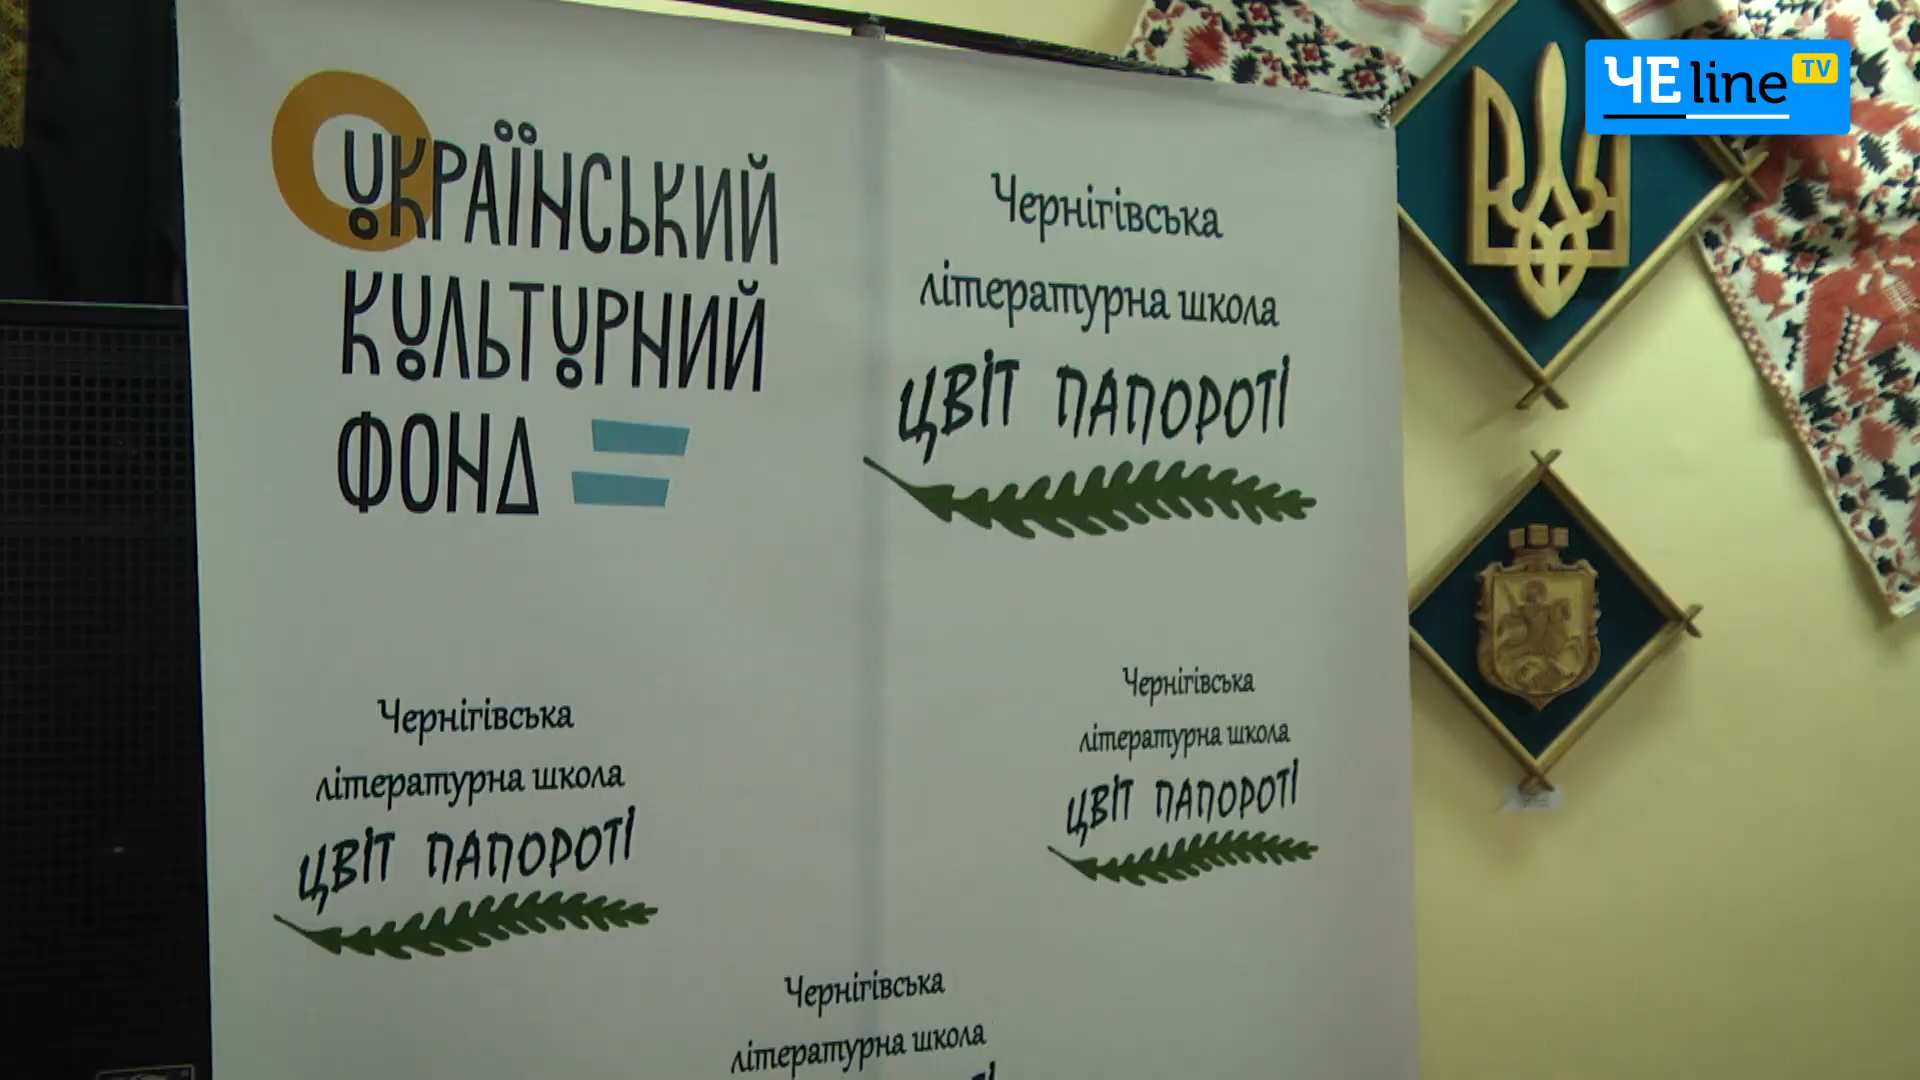 ЧЕline TV
УКРАЇНСЬКИЙ
КУЛЬТУРНИЙ
ФОНД
Чернігівська
літературна школа
ЦВІТ ПАПОРОТІ
Чернігівська
літературна школа
ЦВІТ ПАПОРОТІ
Чернігівська
літературна школа
ЦВІТ ПАПОРОТІ
Чернігівська
літературна школа